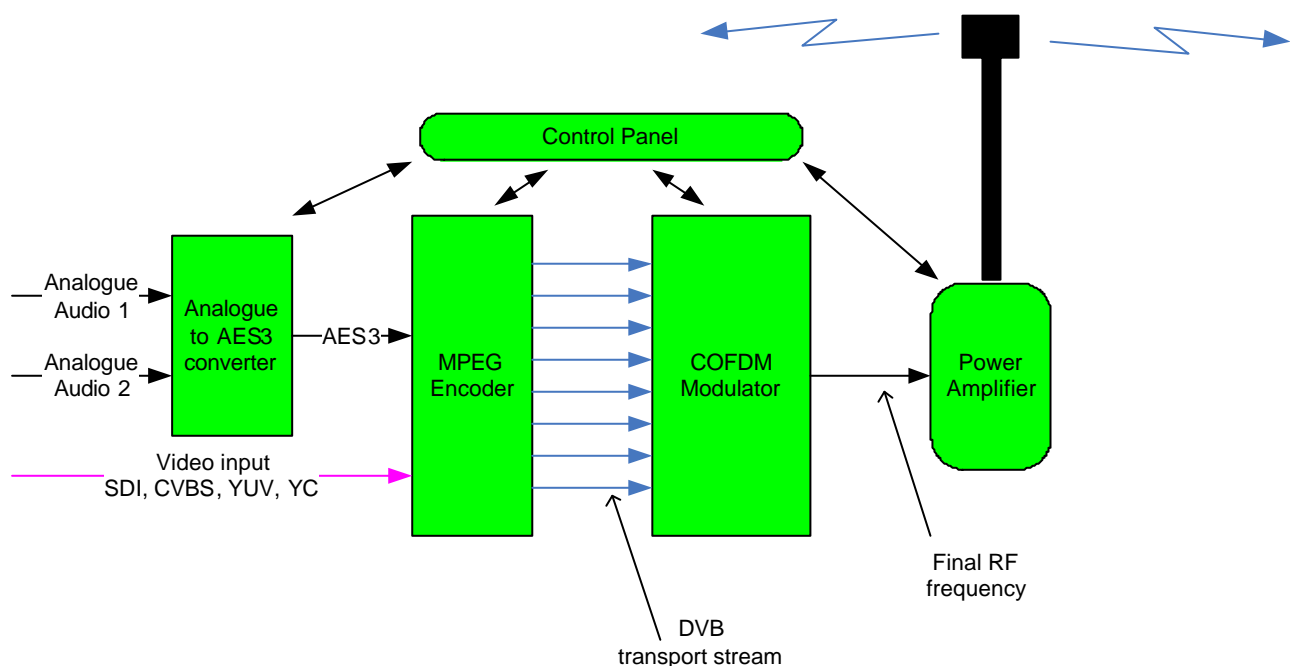 Control Panel
Analogue
Audio 1
Analogue
Audio 2
Analogue
to AES3
converter
AES3
MPEG
Encoder
COFDM
Modulator
Power
Amplifier
Video input
SDI, CVBS, YUV, YC
Final RF
frequency
DVB
transport stream